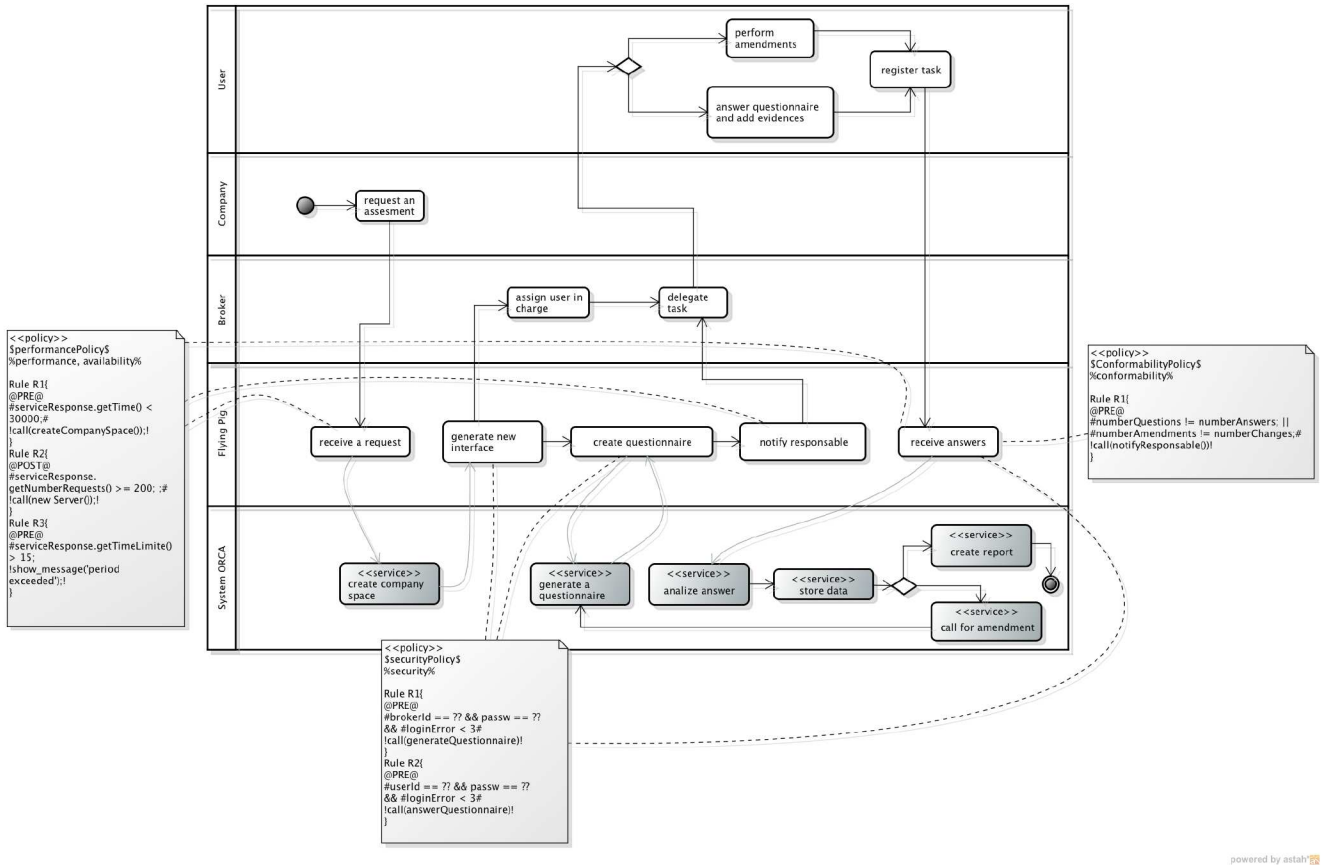 User
perform
amendments
register task
answer questionnaire
and add evidences
Company
request an
assesment
Broker
assign user in
charge
delegate
task
Flying Pig
receive a request
generate new
interface
create questionnaire
notify responsable
receive answers
System ORCA
<<service>>
create company
space
<<service>>
generate a
questionnaire
<<service>>
analize answer
<<service>>
store data
<<service>>
create report
<<service>>
call for amendment
<<policy>>
$performancePolicy$
%performance, availability%
Rule R1{
@PRE@
#serviceResponse.getTime() <
30000;#
!call(createCompanySpace());!
}
Rule R2{
@POST@
#serviceResponse.
getNumberRequests() >= 200; ;#
!call(new Server());!
}
Rule R3{
@PRE@
#serviceResponse.getTimeLimite()
> 15;
!show_message('period
exceeded');!
}
<<policy>>
$ConformabilityPolicy$
%conformability%
Rule R1{
@PRE@
#numberQuestions != numberAnswers; ||
#numberAmendments != numberChanges;#
!call(notifyResponsable())!
}
<<policy>>
$securityPolicy$
%security%
Rule R1{
@PRE@
#brokerId == ?? && passw == ??
&& #loginError < 3#
!call(generateQuestionnaire)!
}
Rule R2{
@PRE@
#userId == ?? && passw == ??
&& #loginError < 3#
!call(answerQuestionnaire)!
}
powered by astah*